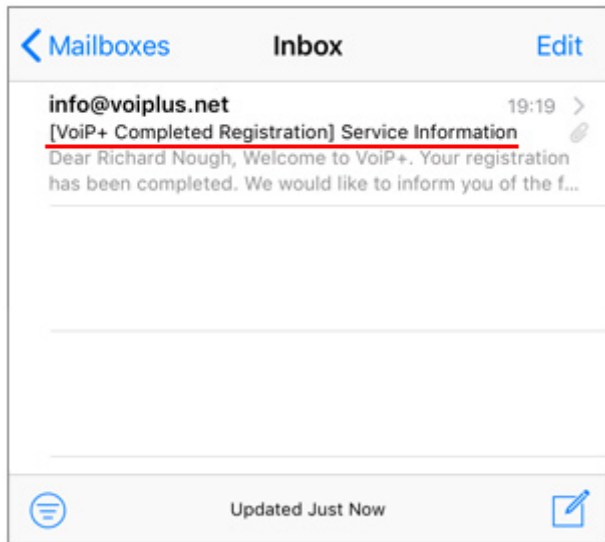 Mailboxes Inbox Edit
info@voiplus.net 19:19
[VoiP+ Completed Registration] Service Information
Dear Richard Nough, Welcome to VoiP+. Your registration
has been completed. We would like to inform you of the f...
Updated Just Now